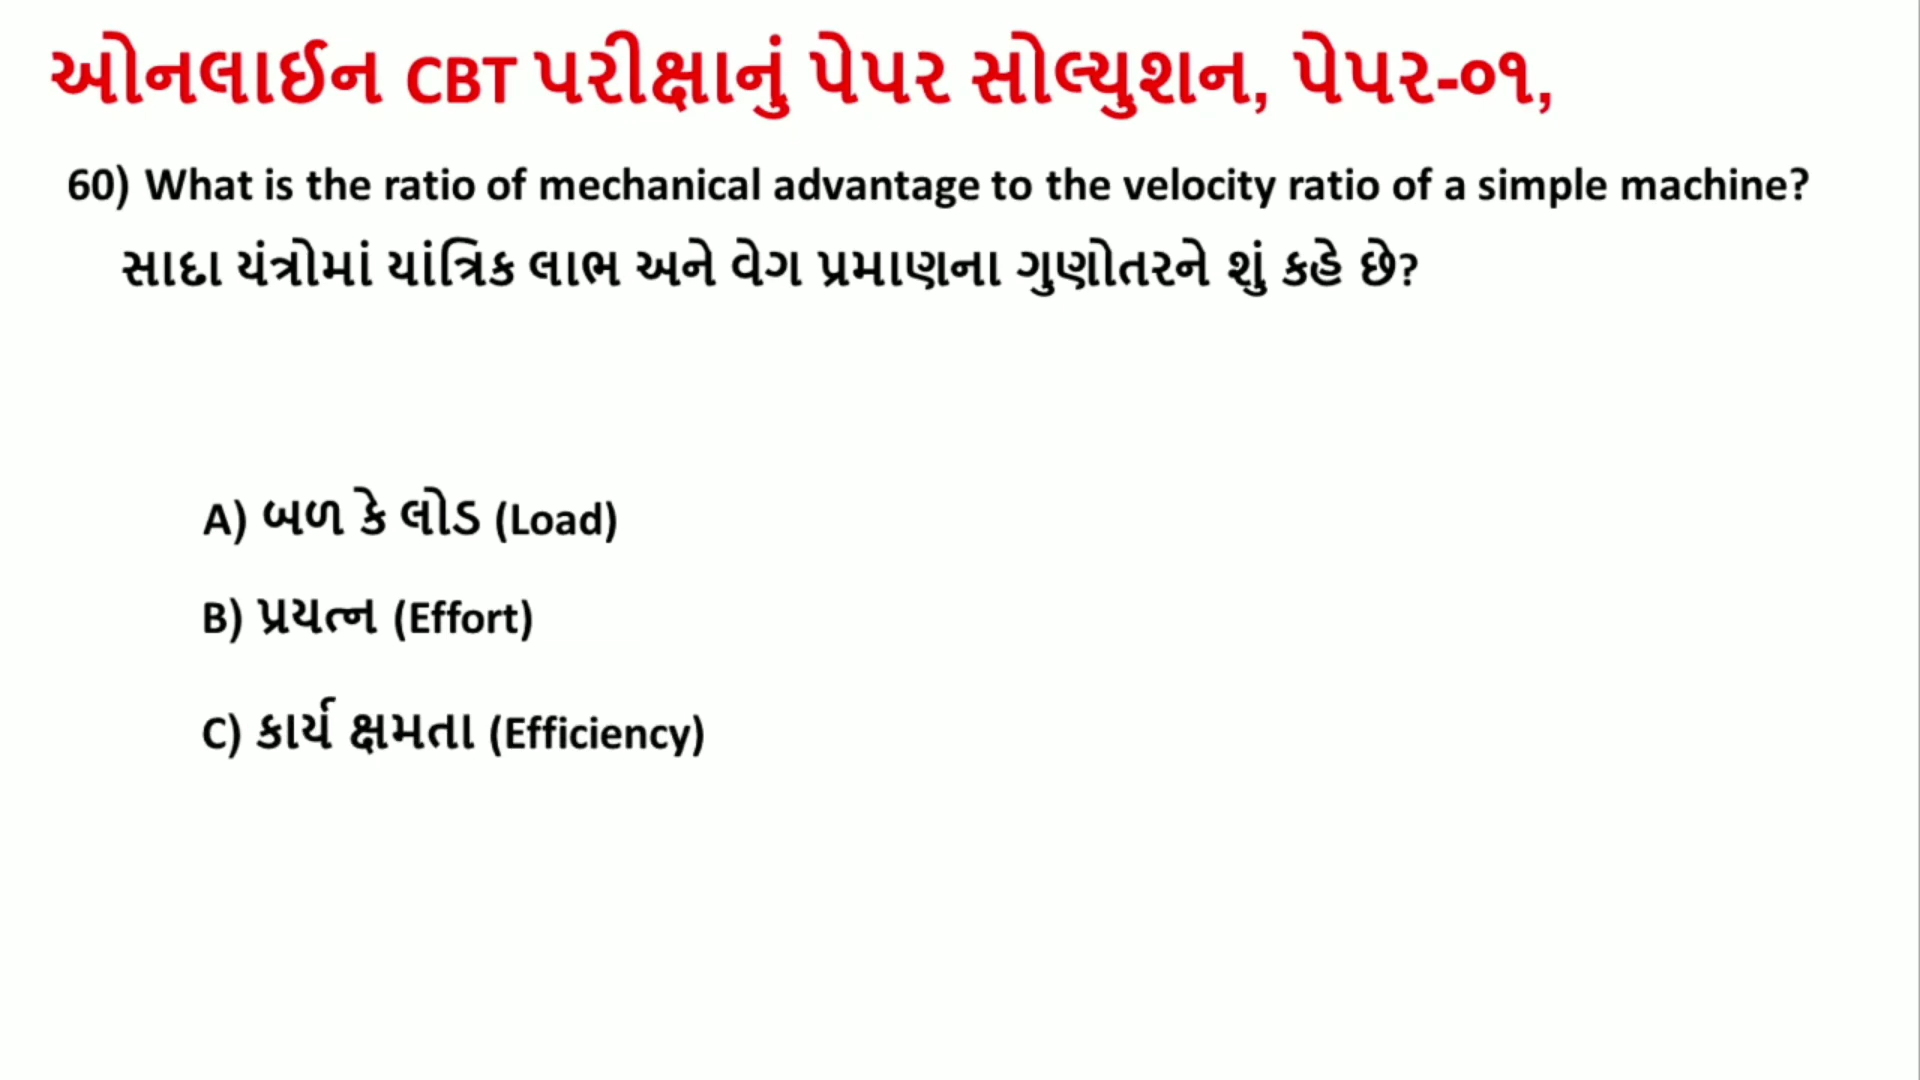 ઓનલાઈન CBT પરીક્ષાનું પેપર સોલ્યુશન, પેપર-૦૧,
60) What is the ratio of mechanical advantage to the velocity ratio of a simple machine?
સાદા યંત્રોમાં યાંત્રિક લાભ અને વેગ પ્રમાણના ગુણોતરને શું કહે છે?
A) બળ કે લોડ (Load)
B) પ્રયત્ન (Effort)
C) કાર્ય ક્ષમતા (Efficiency)